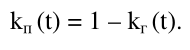 kп (t) = 1 − kг (t).